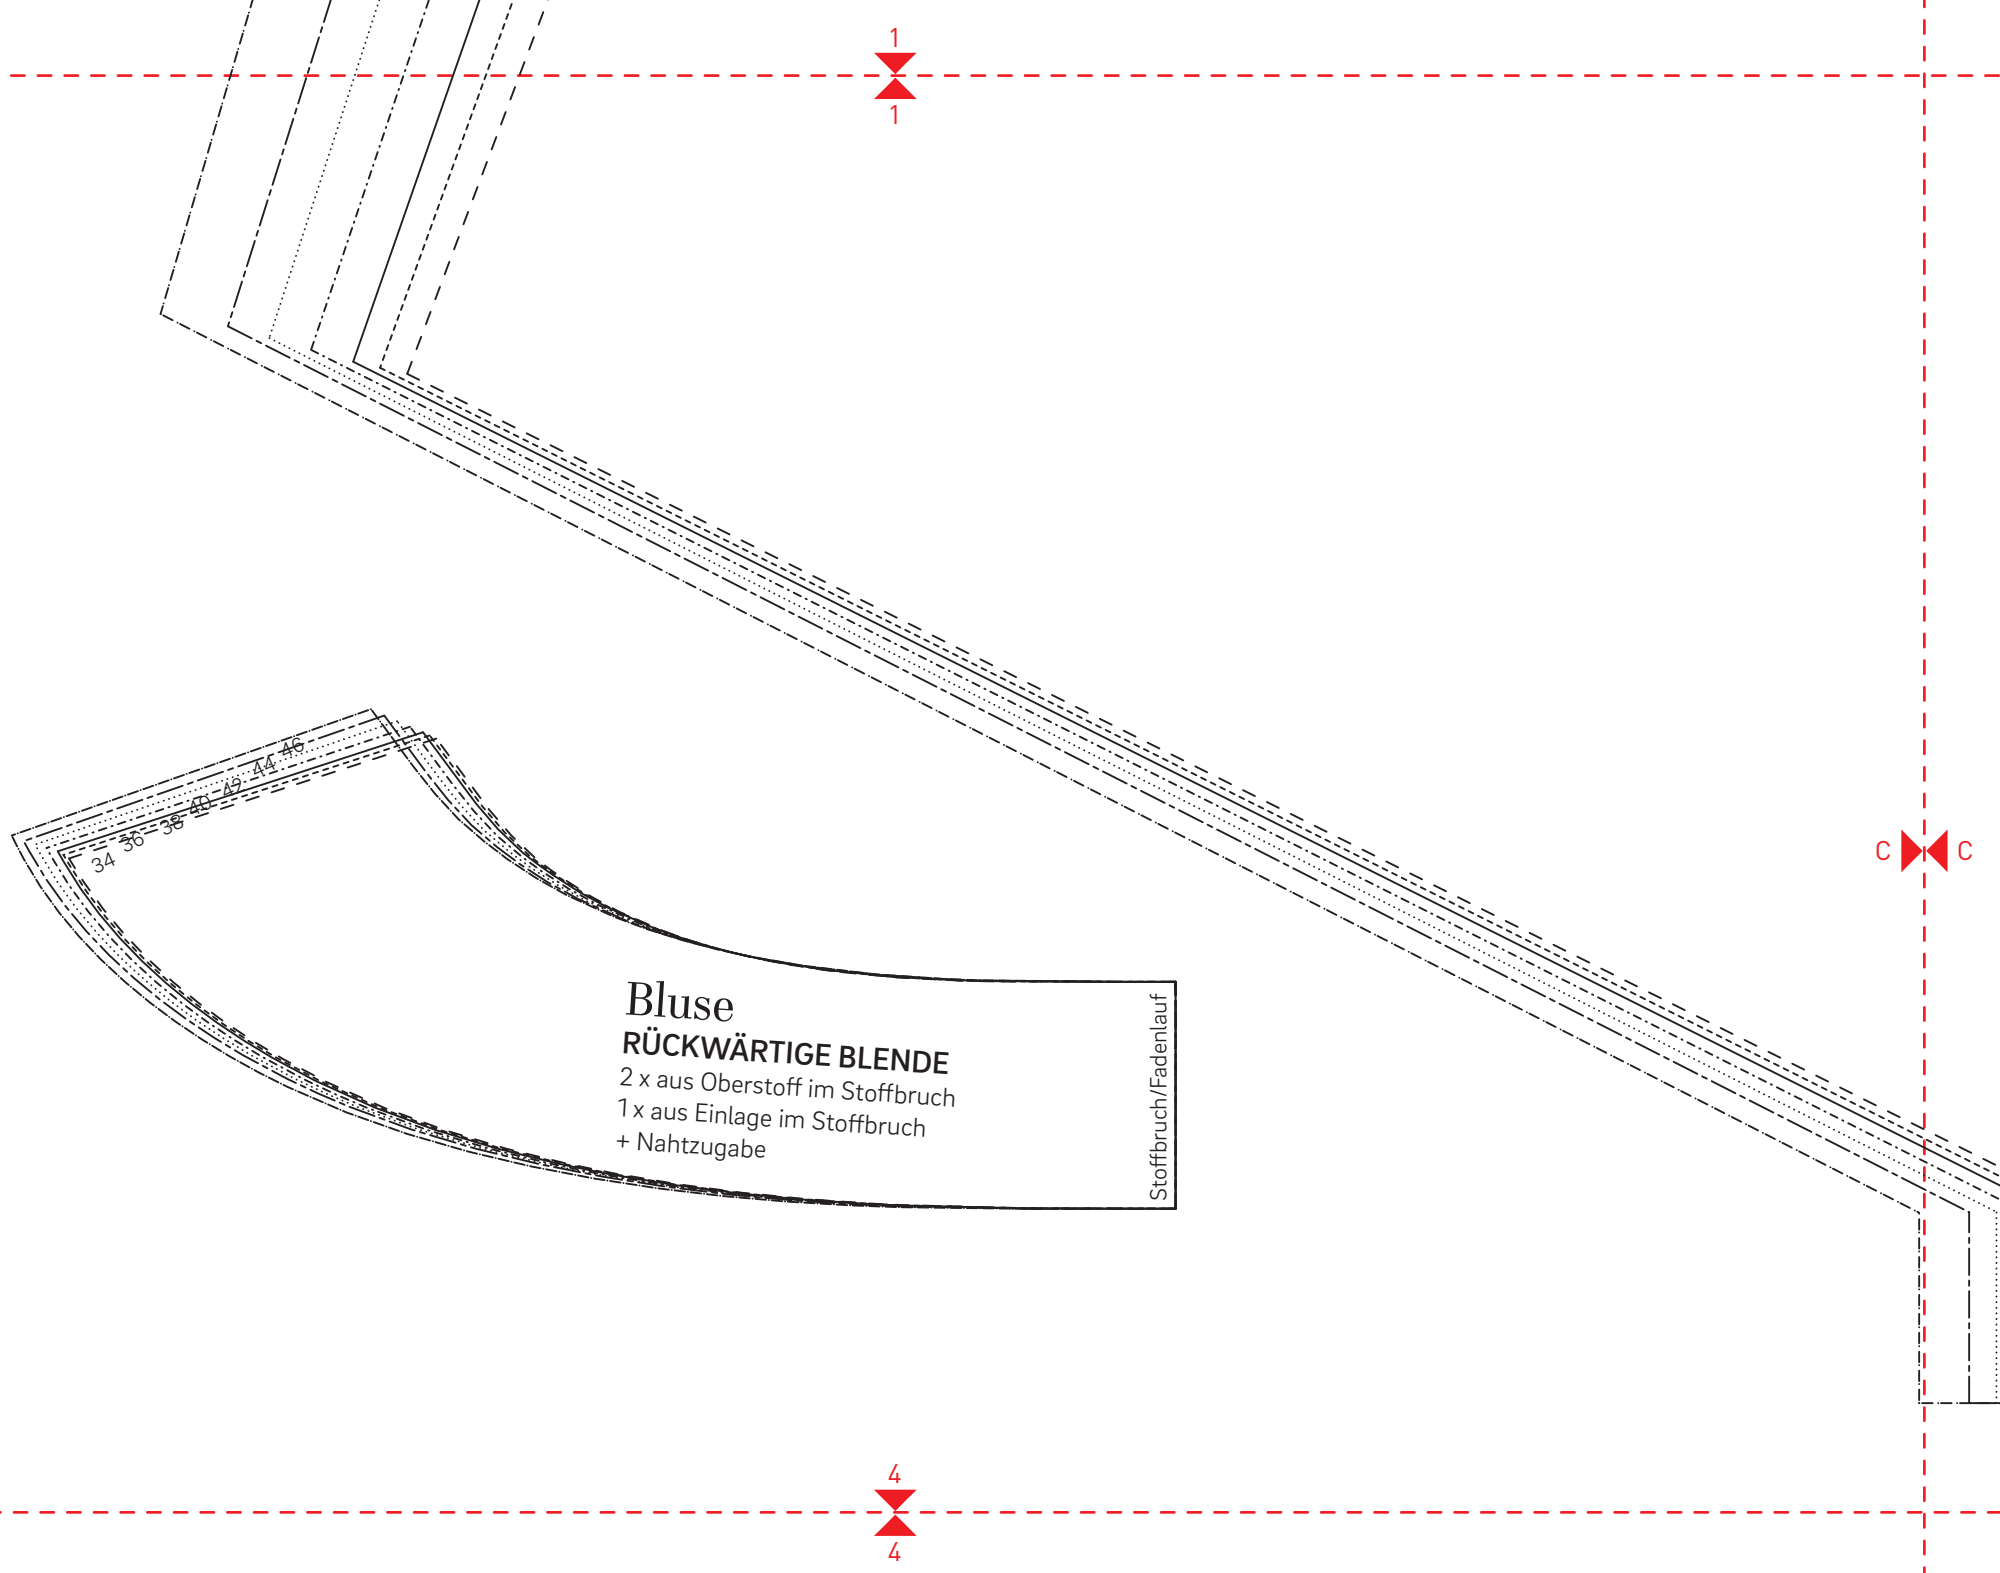 1
1
46
44
42
40
38
36
34
C
C
Bluse
RÜCKWÄRTIGE BLENDE
2 x aus Oberstoff im Stoffbruch
1 x aus Einlage im Stoffbruch
+ Nahtzugabe
Stoffbruch/Fadenlauf
4
4